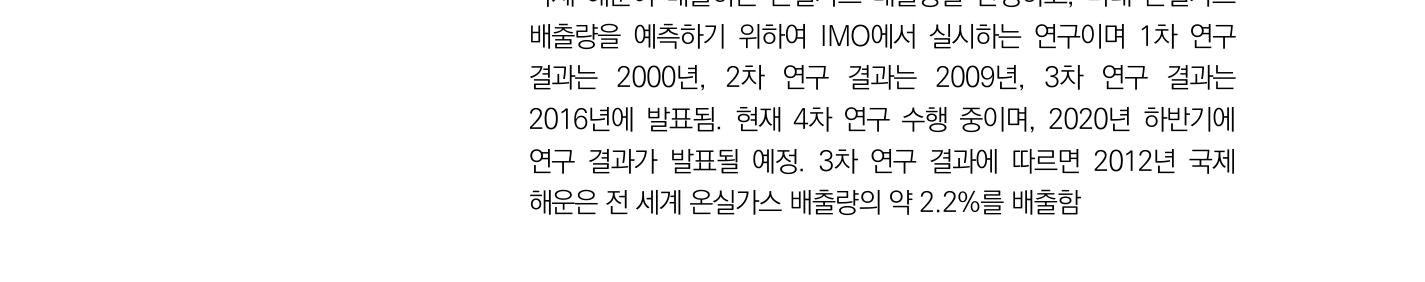 배출량을 예측하기 위하여 IMO에서 실시하는 연구이며 1차 연구
결과는 2000년, 2차 연구 결과는 2009년, 3차 연구 결과는
2016년에 발표됨. 현재 4차 연구 수행 중이며, 2020년 하반기에
연구 결과가 발표될 예정. 3차 연구 결과에 따르면 2012년 국제
해운은 전 세계 온실가스 배출량의 약 2.2%를 배출함